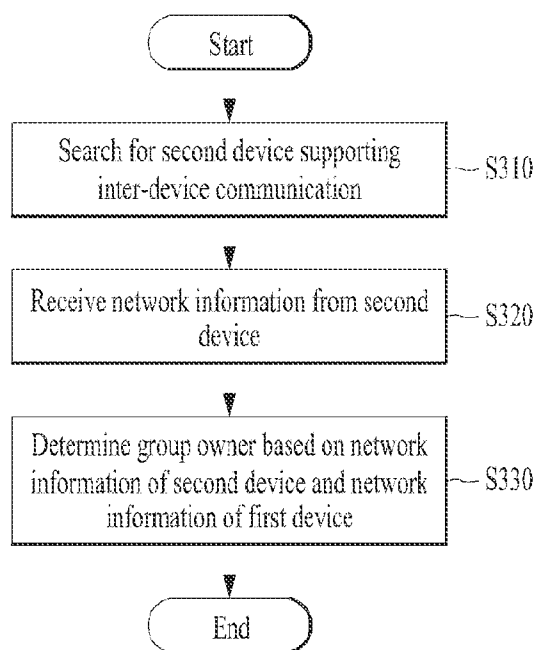 Start
Search for second device supporting
inter-device communication
S310
Receive network information from second
device
S320
Determine group owner based on network
information of second device and network
information of first device
S330
End